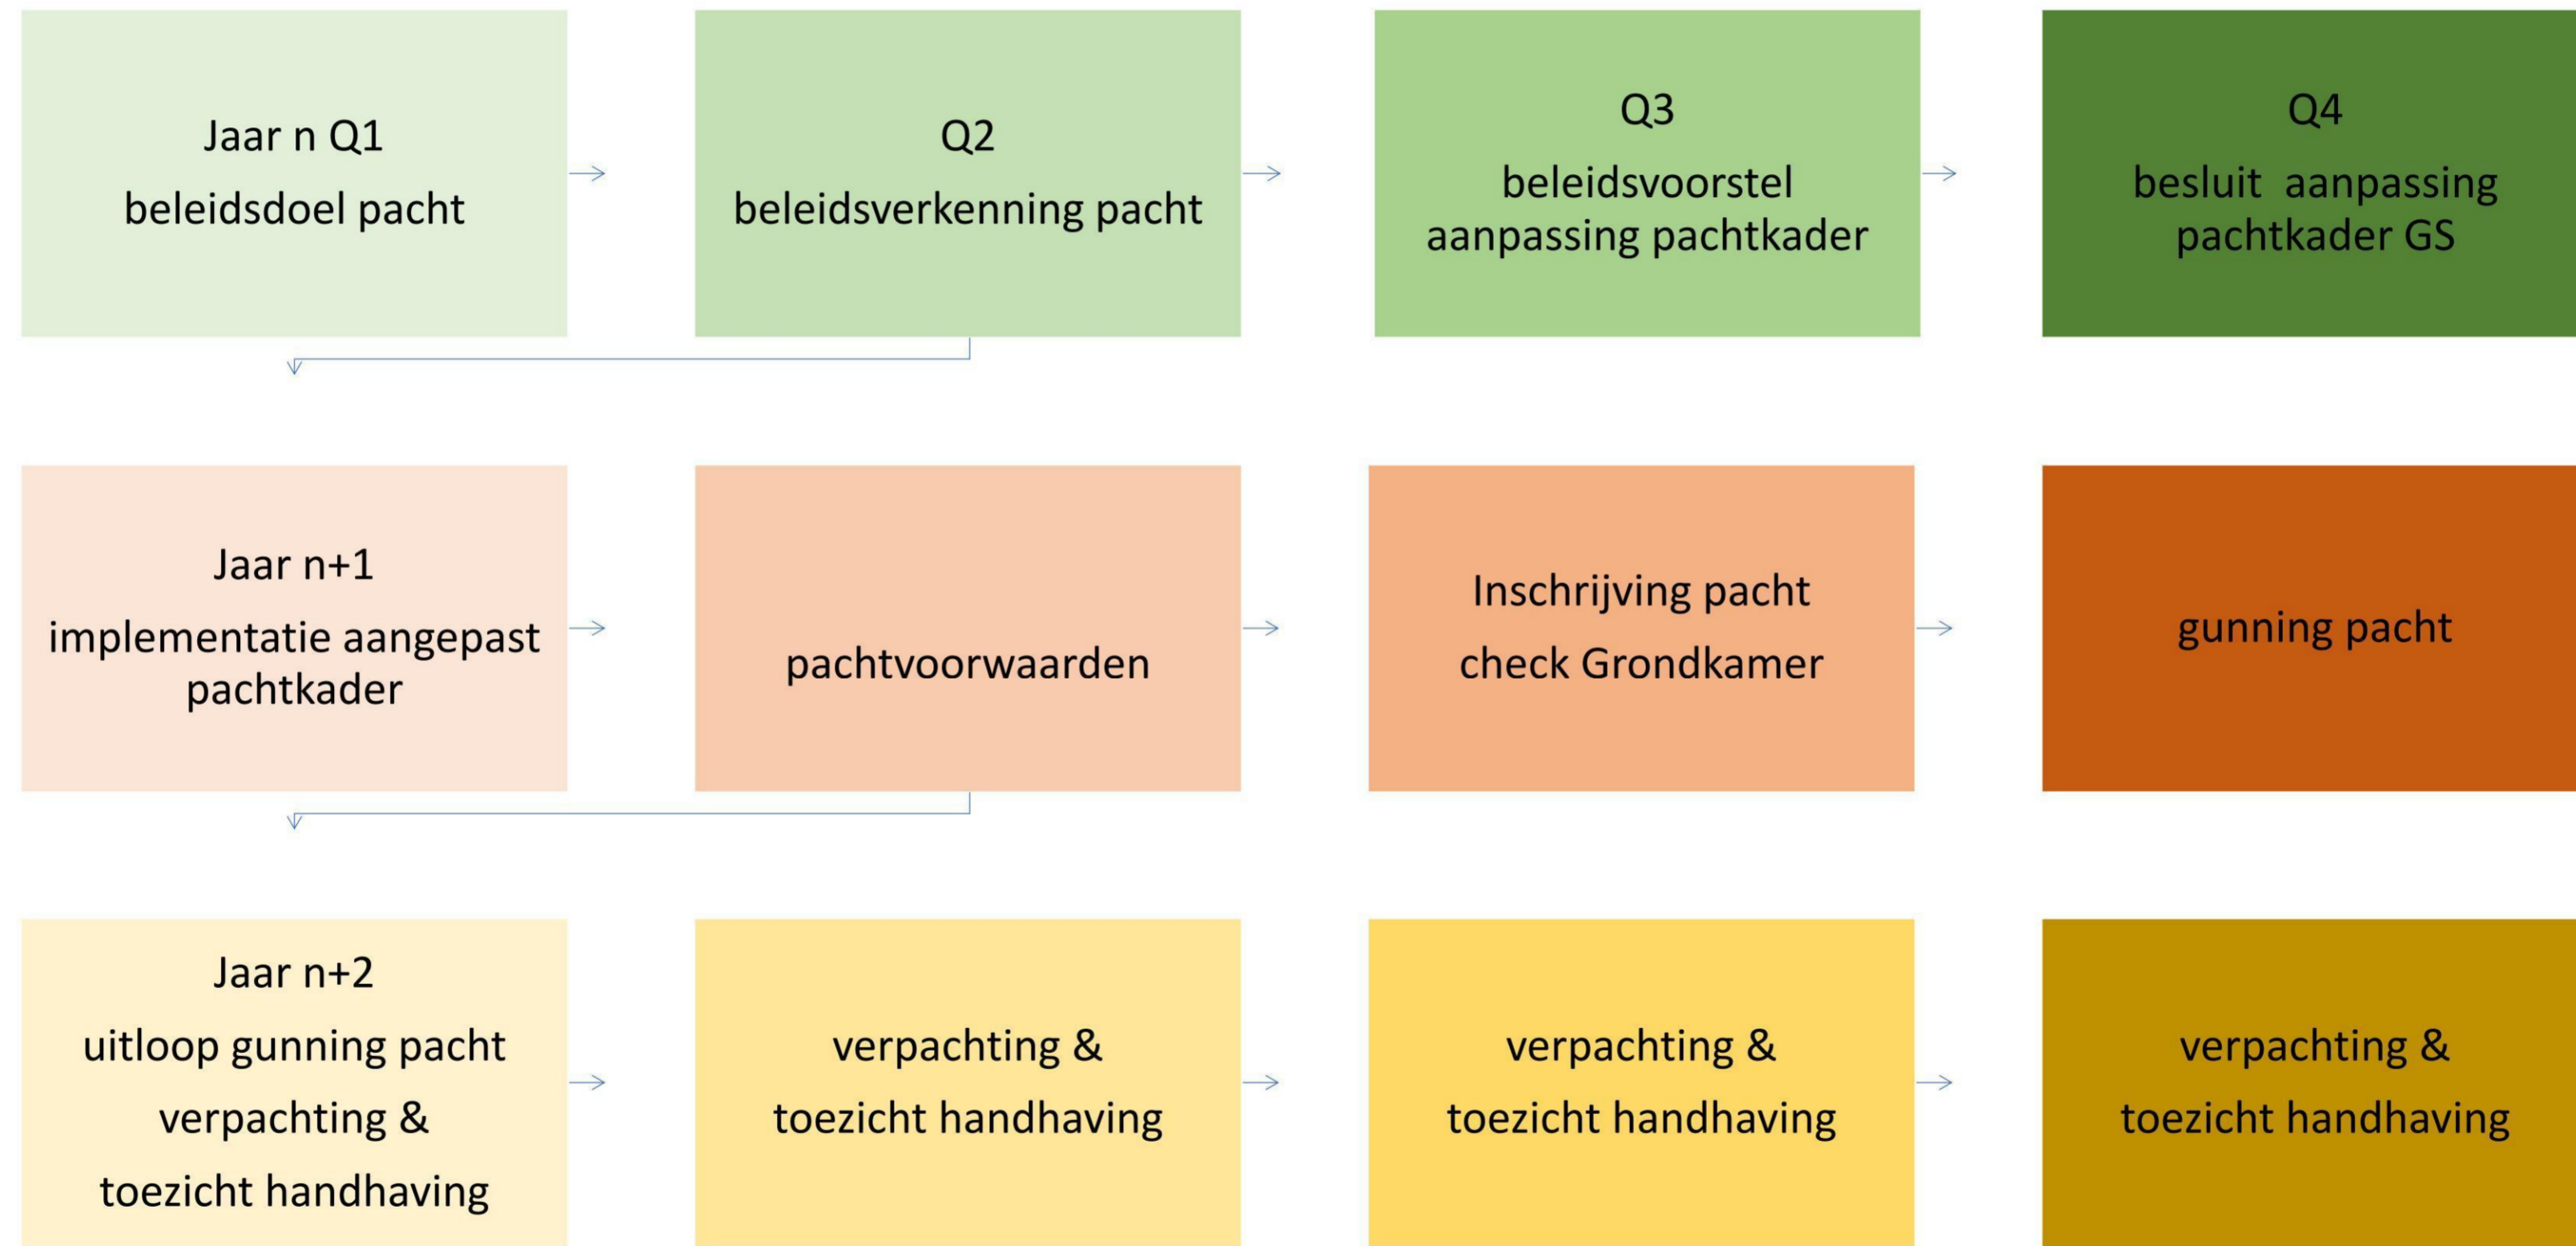 Jaar n Q1
beleidsdoel pacht
Q2
beleidsverkenning pacht
Q3
beleidsvoorstel
aanpassing pachtkader
Q4
besluit  aanpassing
pachtkader GS
Jaar n+1
implementatie aangepast
pachtkader
pachtvoorwaarden
Inschrijving pacht
check Grondkamer
gunning pacht
Jaar n+2
uitloop gunning pacht
verpachting &
toezicht handhaving
verpachting &
toezicht handhaving
verpachting &
toezicht handhaving
verpachting &
toezicht handhaving